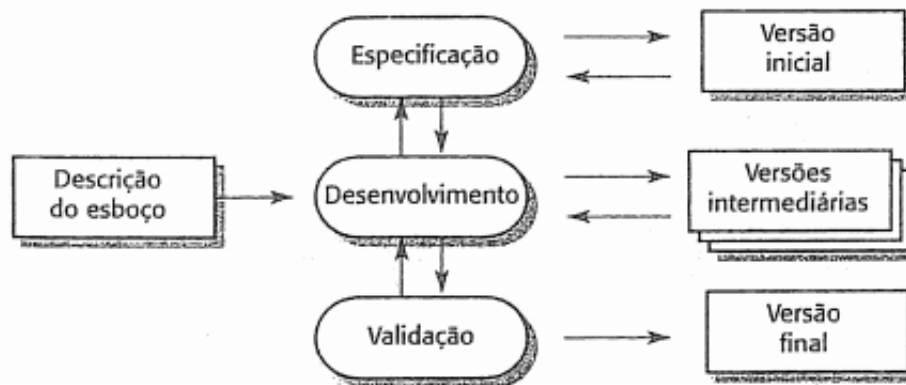 Especificação
Versão
inicial
Descrição
do esboço
Desenvolvimento
Versões
intermediárias
Validação
Versão
final